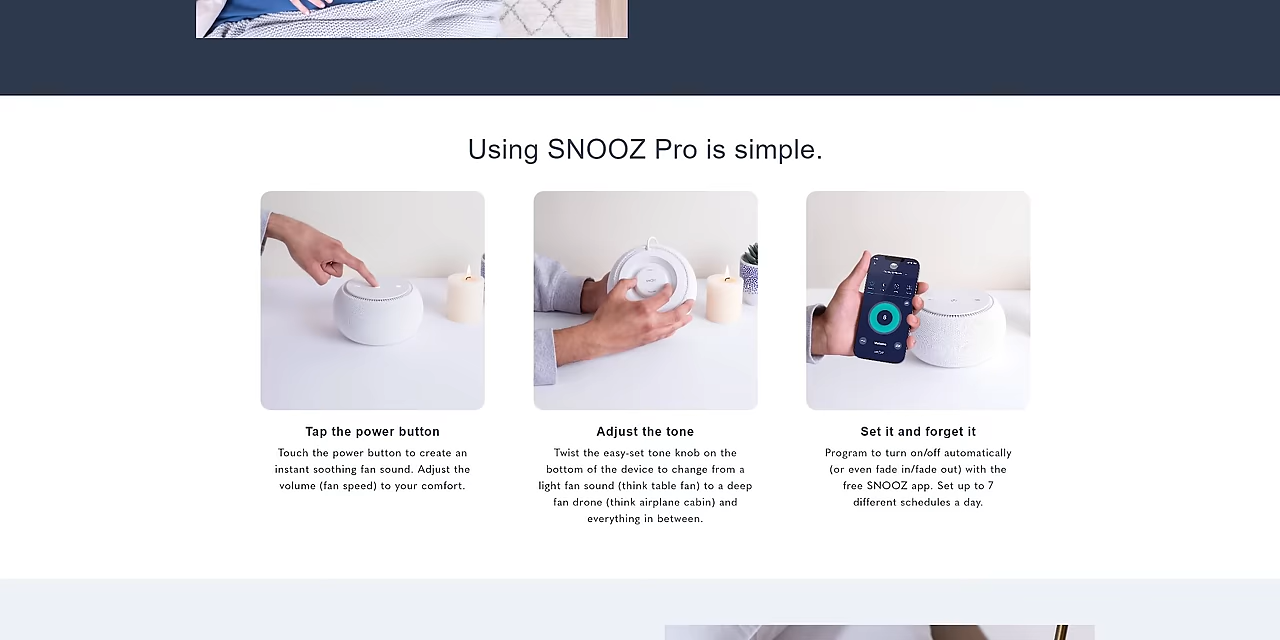 Using SNOOZ Pro is simple.
Tap the power button
Touch the power button to create an
instant soothing fan sound. Adjust the
volume (fan speed) to your comfort.
Adjust the tone
Twist the easy-set tone knob on the
bottom of the device to change from a
light fan sound (think table fan) to a deep
fan drone (think airplane cabin) and
everything in between.
Set it and forget it
Program to turn on/off automatically
(or even fade in/fade out) with the
free SNOOZ app. Set up to 7
different schedules a day.